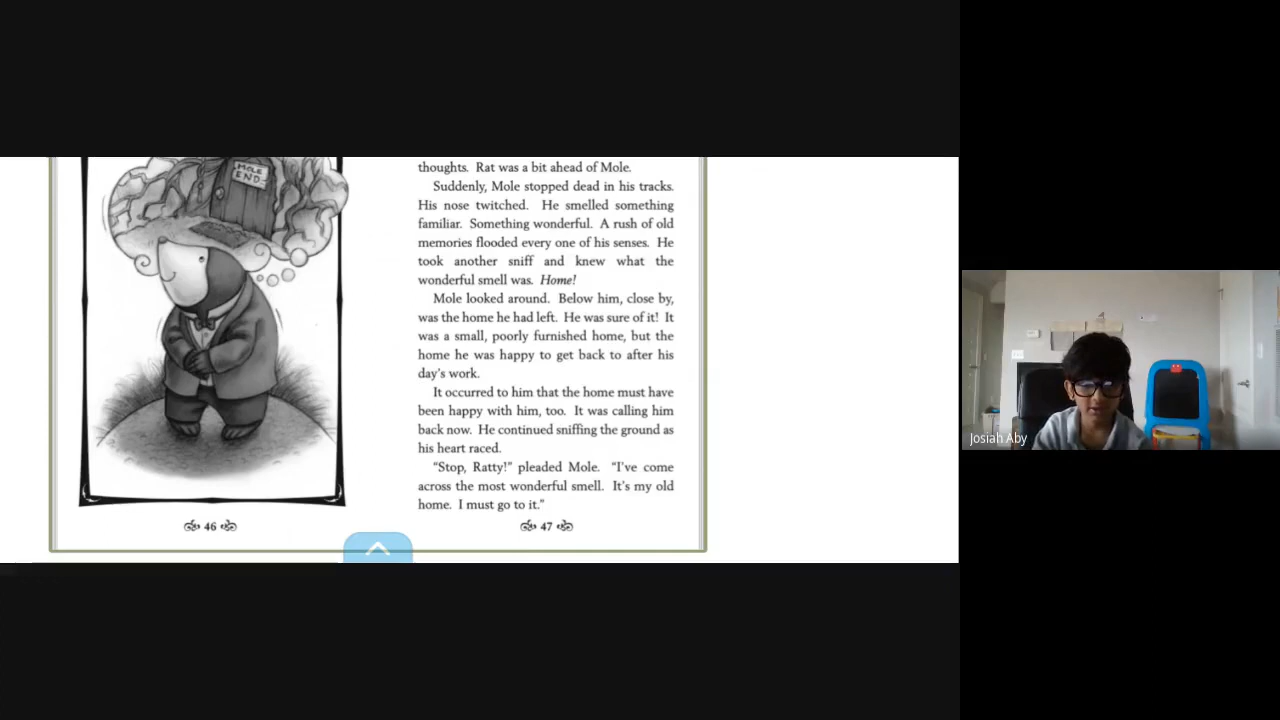 MOLE
END
thoughts. Rat was a bit ahead of Mole.
Suddenly, Mole stopped dead in his tracks.
His nose twitched. He smelled something
familiar. Something wonderful. A rush of old
memories flooded every one of his senses. He
took another sniff and knew what the
wonderful smell was. Home!
Mole looked around. Below him, close by,
was the home he had left. He was sure of it! It
was a small, poorly furnished home, but the
home he was happy to get back to after his
day's work.
It occurred to him that the home must have
been happy with him, too. It was calling him
back now. He continued sniffing the ground as
his heart raced.
"Stop, Ratty!" pleaded Mole. "I've come
across the most wonderful smell. It's my old
home. I must go to it."
46
47
Josiah Aby